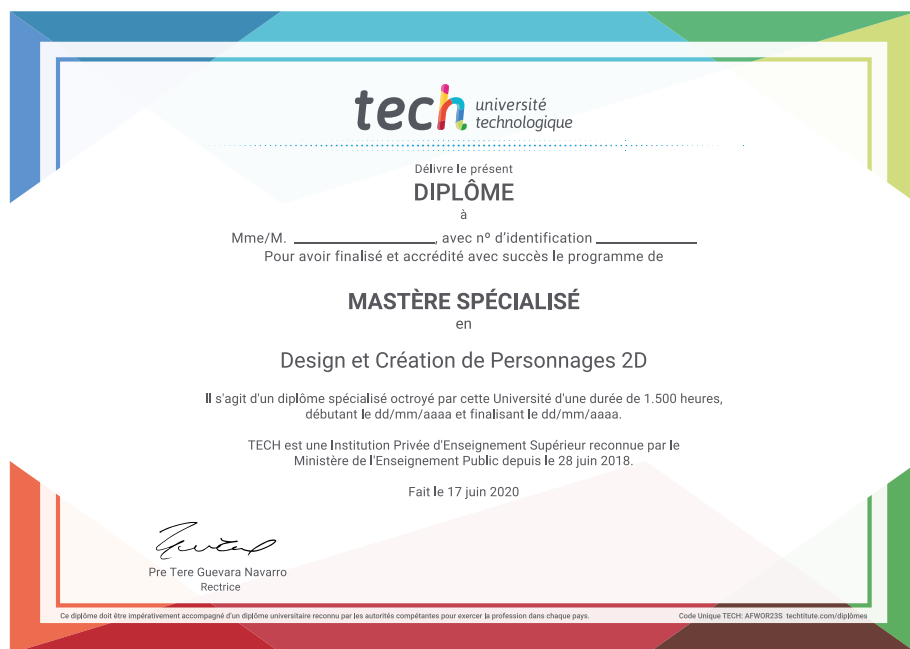 tech université
technologique
Délivre le présent
DIPLÔME
à
Mme/M. ____________________, avec nº d’identification ______________
Pour avoir finalisé et accrédité avec succès le programme de
MASTÈRE SPÉCIALISÉ
en
Design et Création de Personnages 2D
Il s'agit d'un diplôme spécialisé octroyé par cette Université d'une durée de 1.500 heures,
débutant le dd/mm/aaaa et finalisant le dd/mm/aaaa.
TECH est une Institution Privée d'Enseignement Supérieur reconnue par le
Ministère de l'Enseignement Public depuis le 28 juin 2018.
Fait le 17 juin 2020
Pre Tere Guevara Navarro
Rectrice
Ce diplôme doit être impérativement accompagné d'un diplôme universitaire reconnu par les autorités compétentes pour exercer la profession dans chaque pays.
Code Unique TECH: AFWOR23S techtitute.com/diplômes